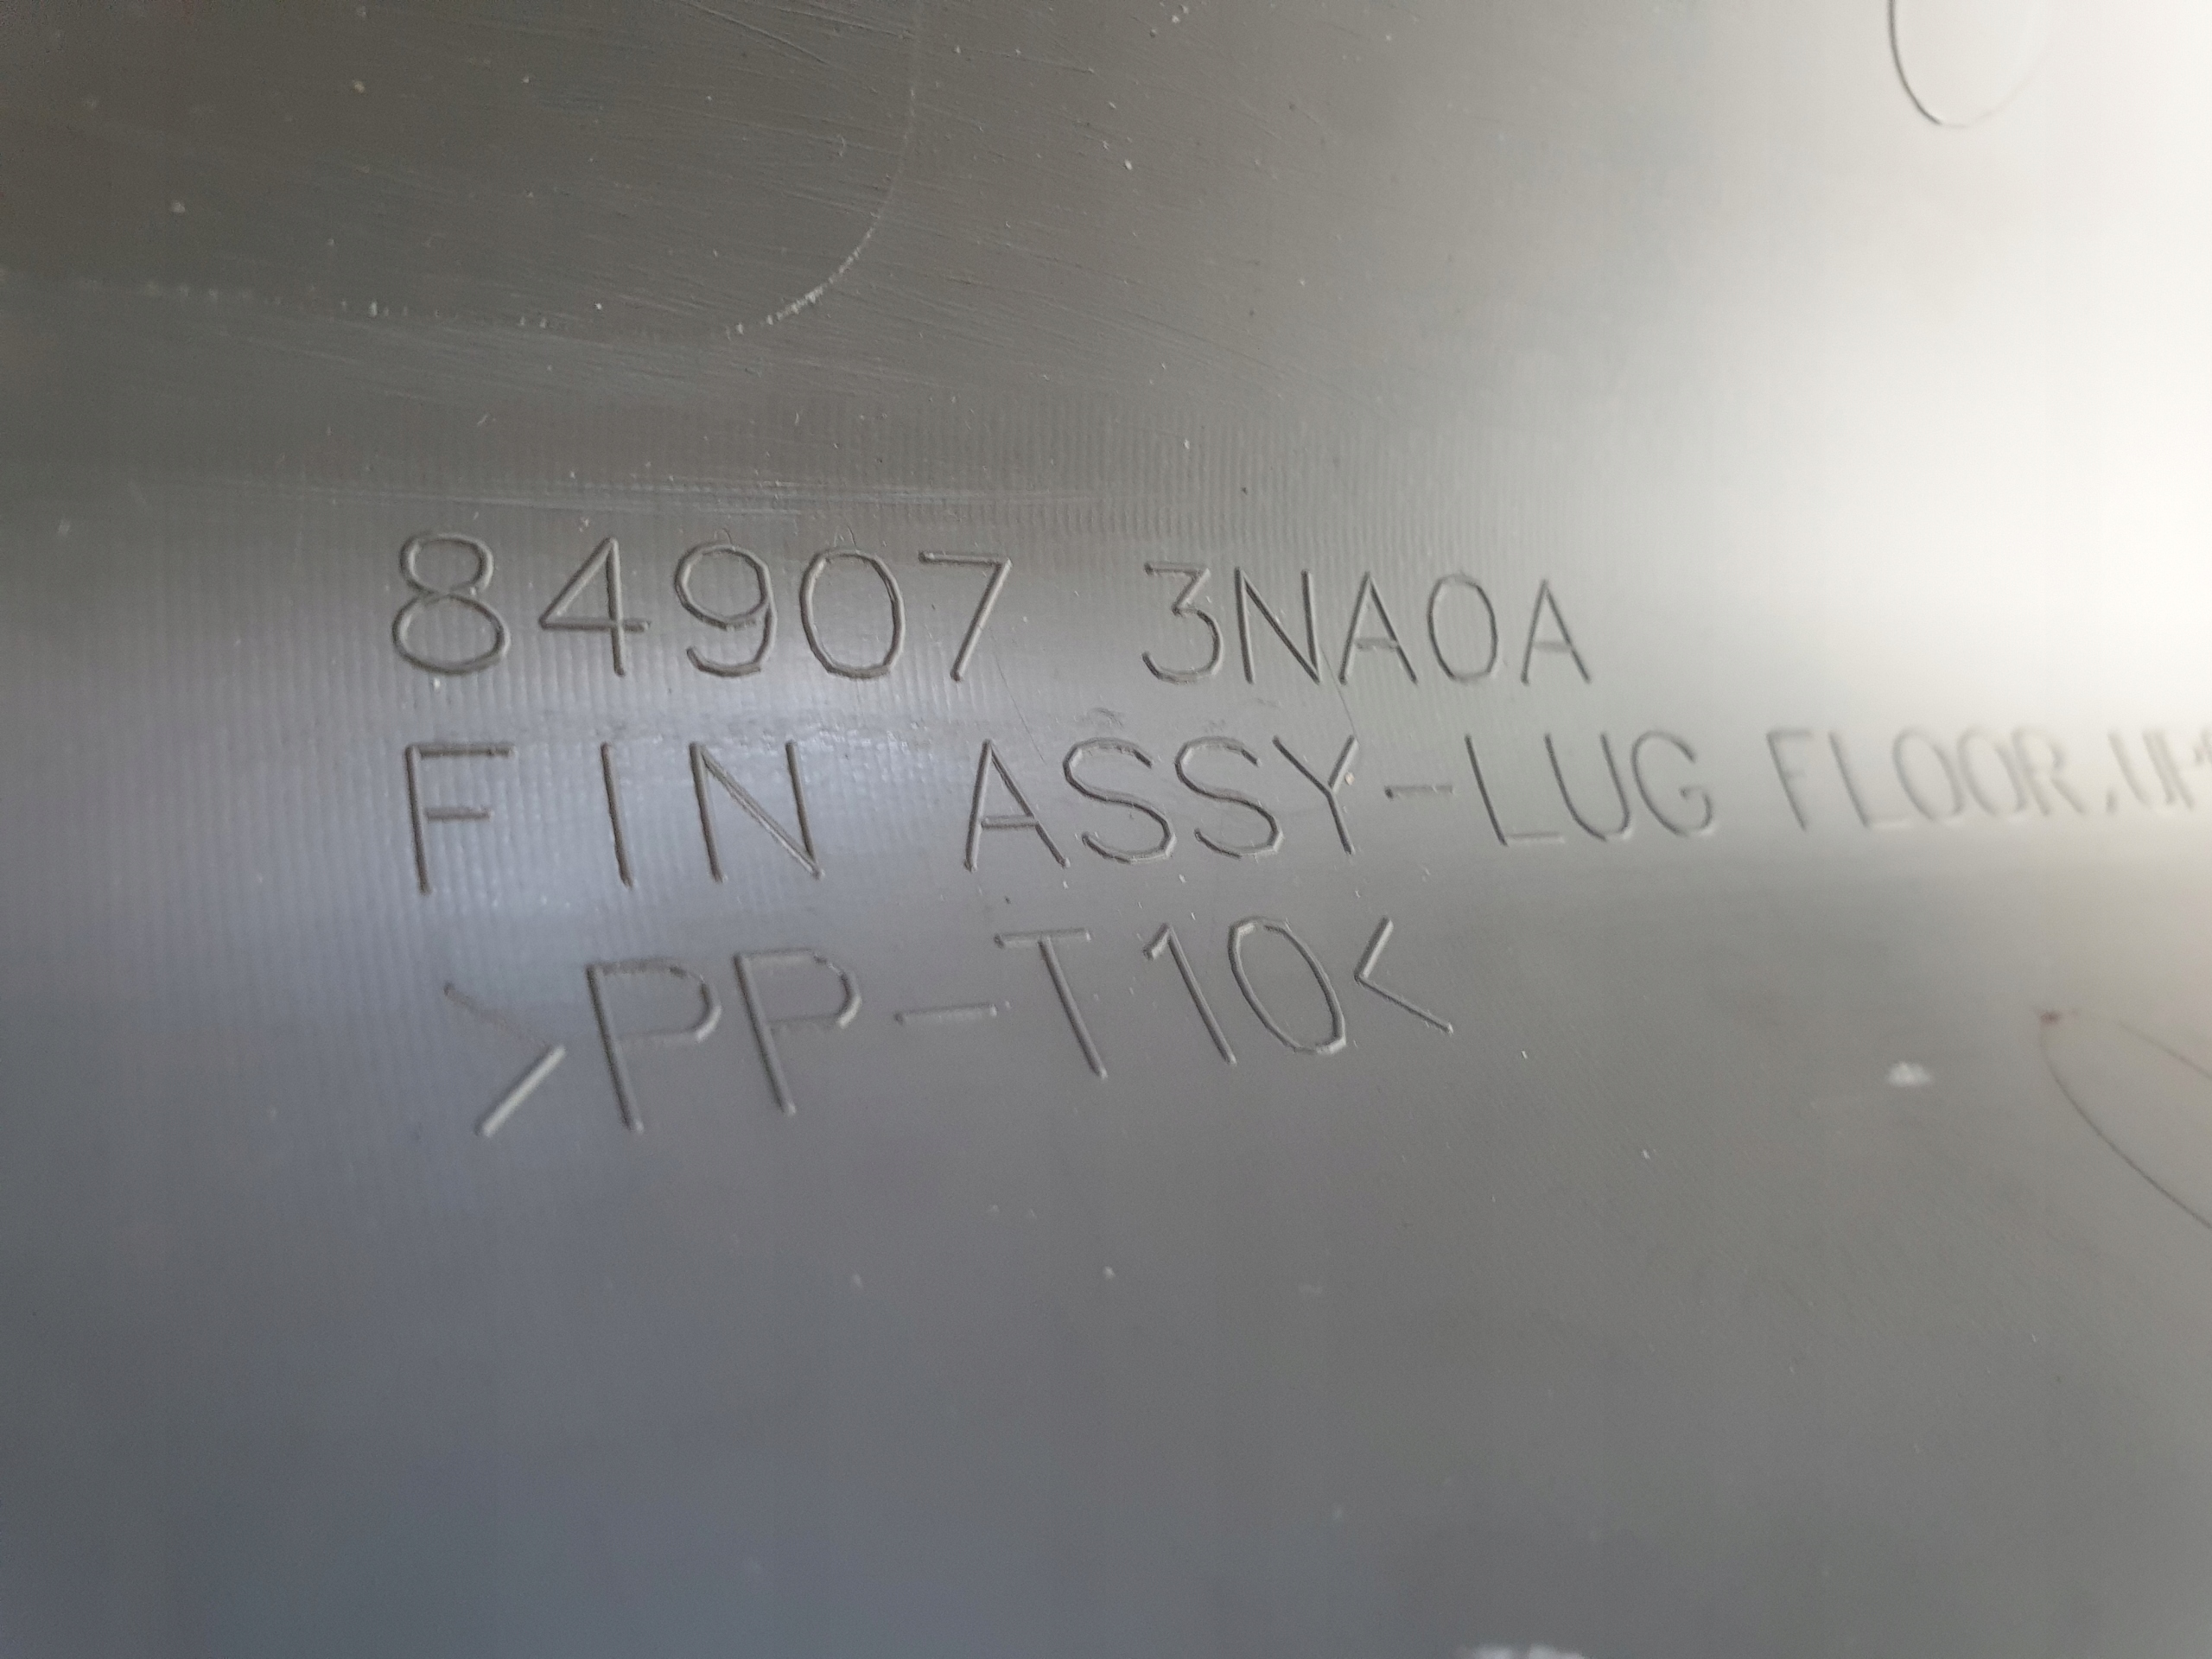 84907 3NA0A
FIN ASSY-LUG FLOOR,
>PP-T10<